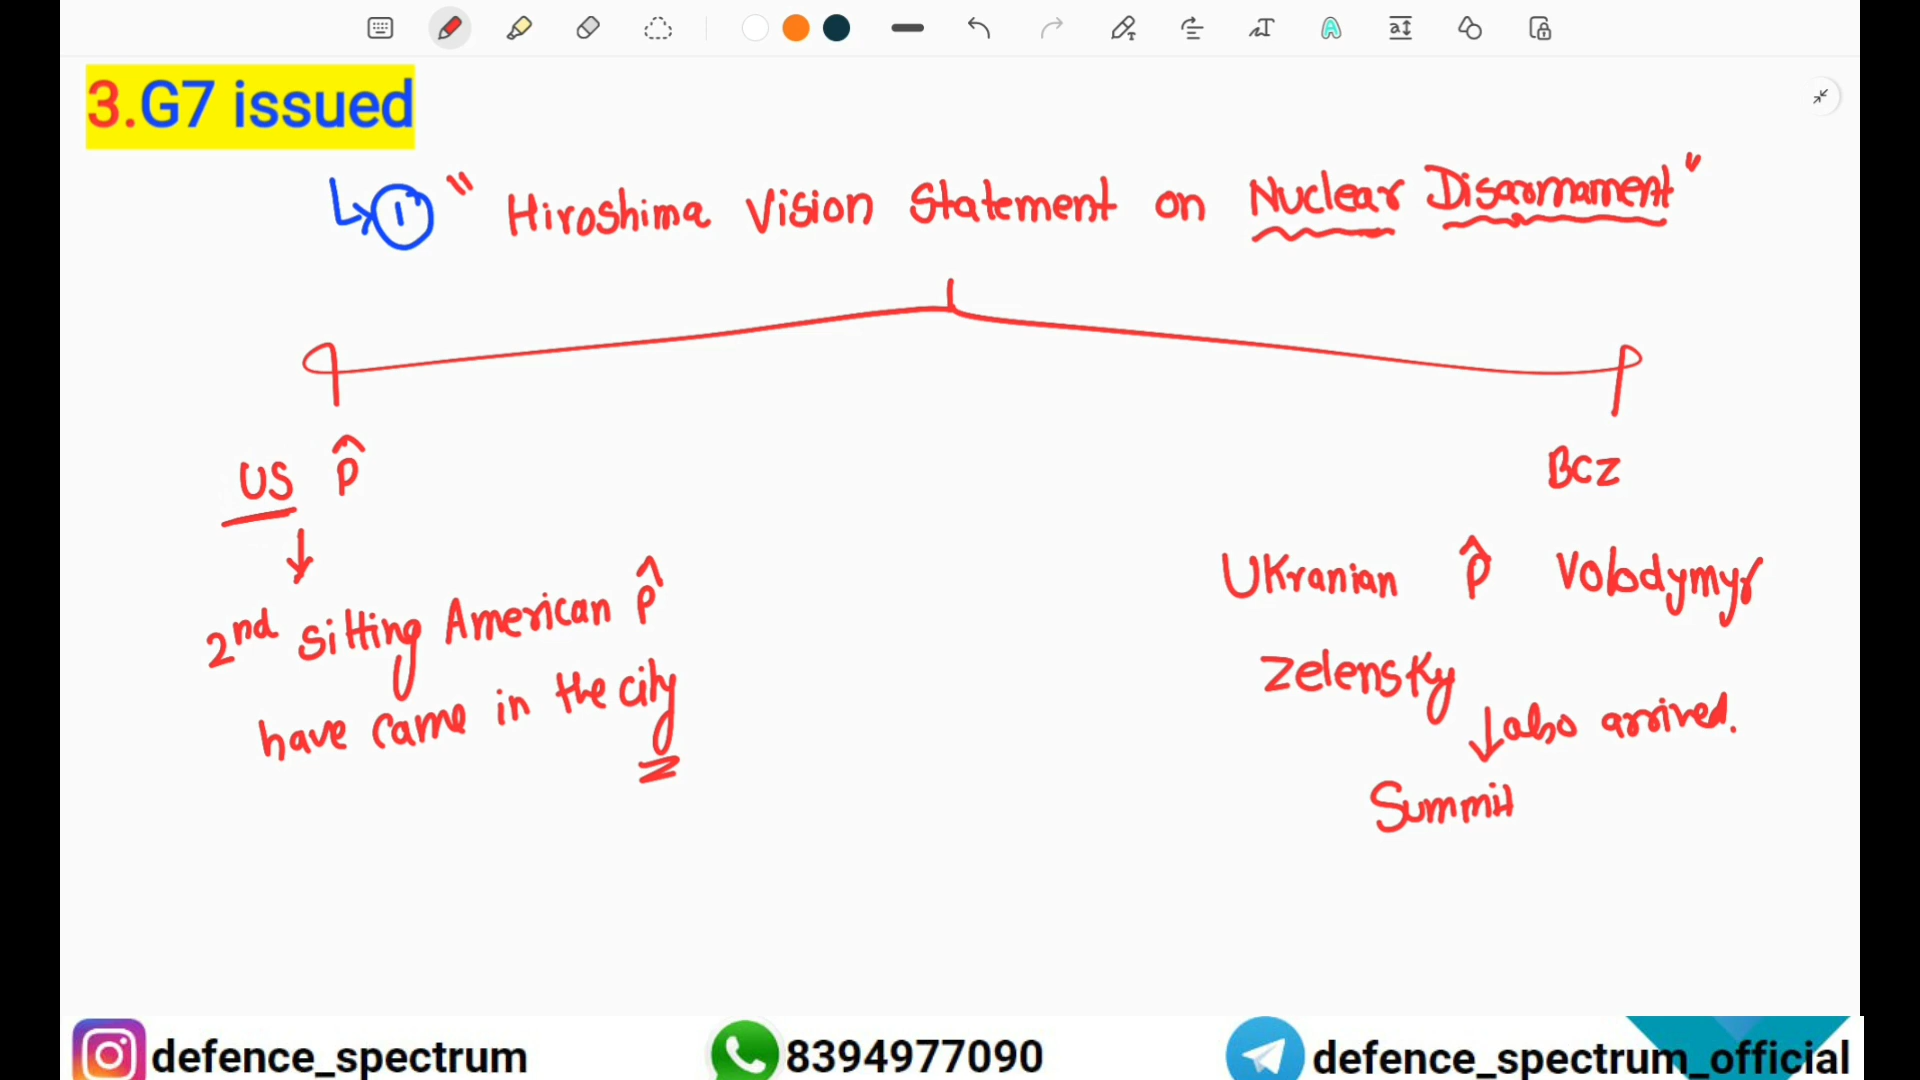 3.G7 issued
1 " Hiroshima Vision Statement on Nuclear Disarmament"
US p̂
2nd sitting American p̂
have came in the city
BCZ
Ukranian p̂ Volodymyr
Zelensky
also arrived.
Summit
defence_spectrum
8394977090
defence_spectrum_official